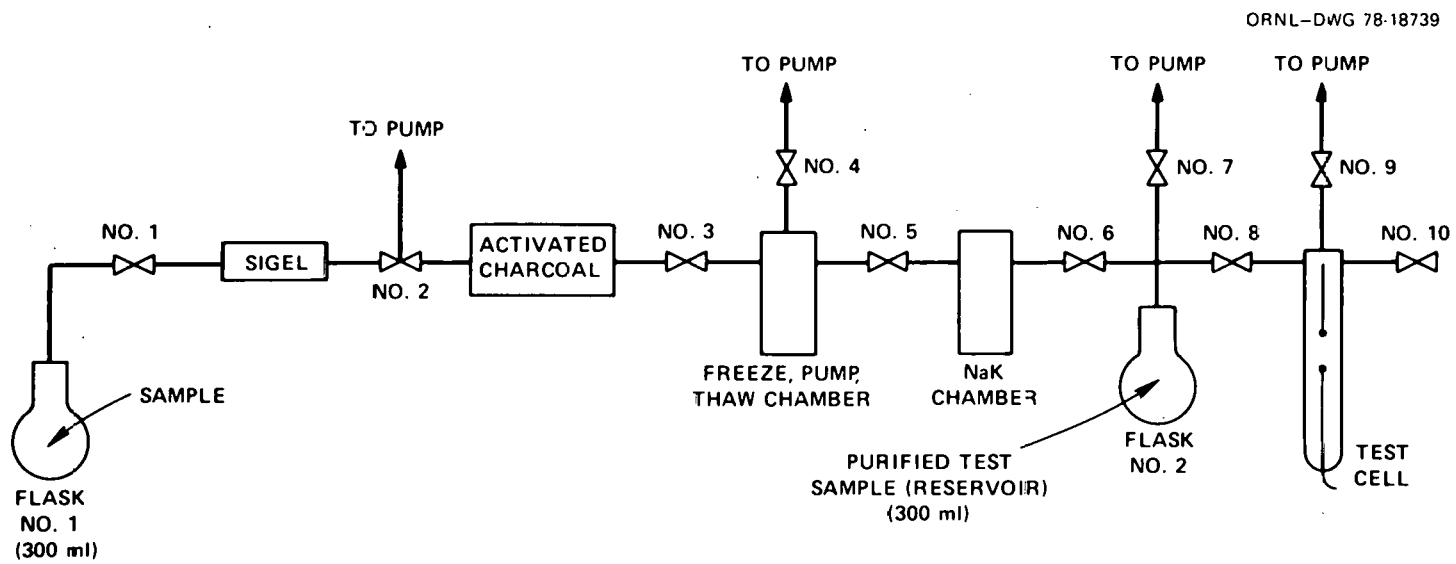 ORNL-DWG 78-18739
TO PUMP
TO PUMP
TO PUMP
TO PUMP
NO. 4
NO. 7
NO. 9
NO. 1
SIGEL
NO. 2
ACTIVATED
CHARCOAL
NO. 3
NO. 5
NO. 6
NO. 8
NO. 10
SAMPLE
FLASK
NO. 1
(300 ml)
FREEZE, PUMP,
THAW CHAMBER
NaK
CHAMBER
PURIFIED TEST
SAMPLE (RESERVOIR)
(300 ml)
FLASK
NO. 2
TEST
CELL